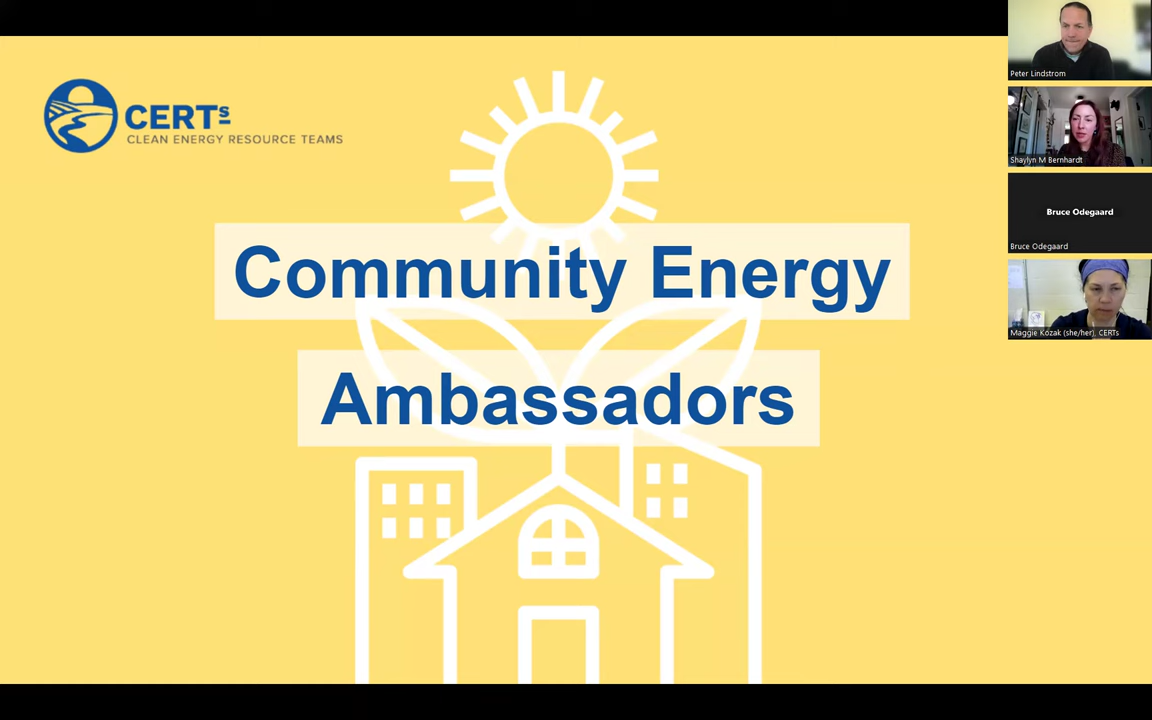 CERTs
CLEAN ENERGY RESOURCE TEAMS
Community Energy
Ambassadors
Peter Lindstrom
Shaylyn M Bernhardt
Bruce Odegaard
Bruce Odegaard
Maggie Kozak (she/her), CERTs